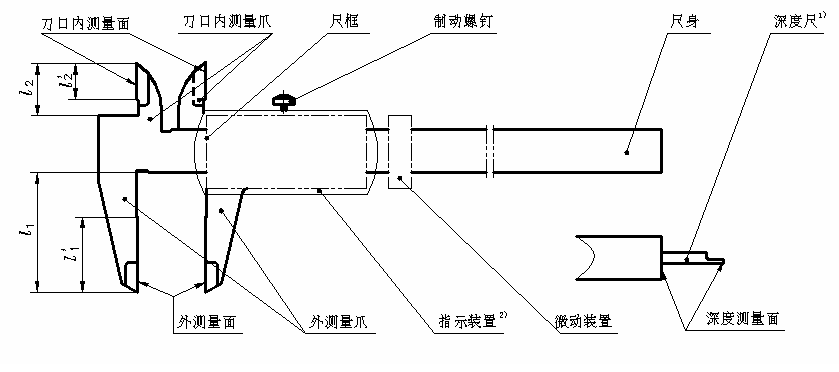 刀口内测量面
刀口内测量爪
尺框
制动螺钉
尺身
深度尺1)
l2
l'2
l1
l'1
外测量面
外测量爪
指示装置2)
微动装置
深度测量面